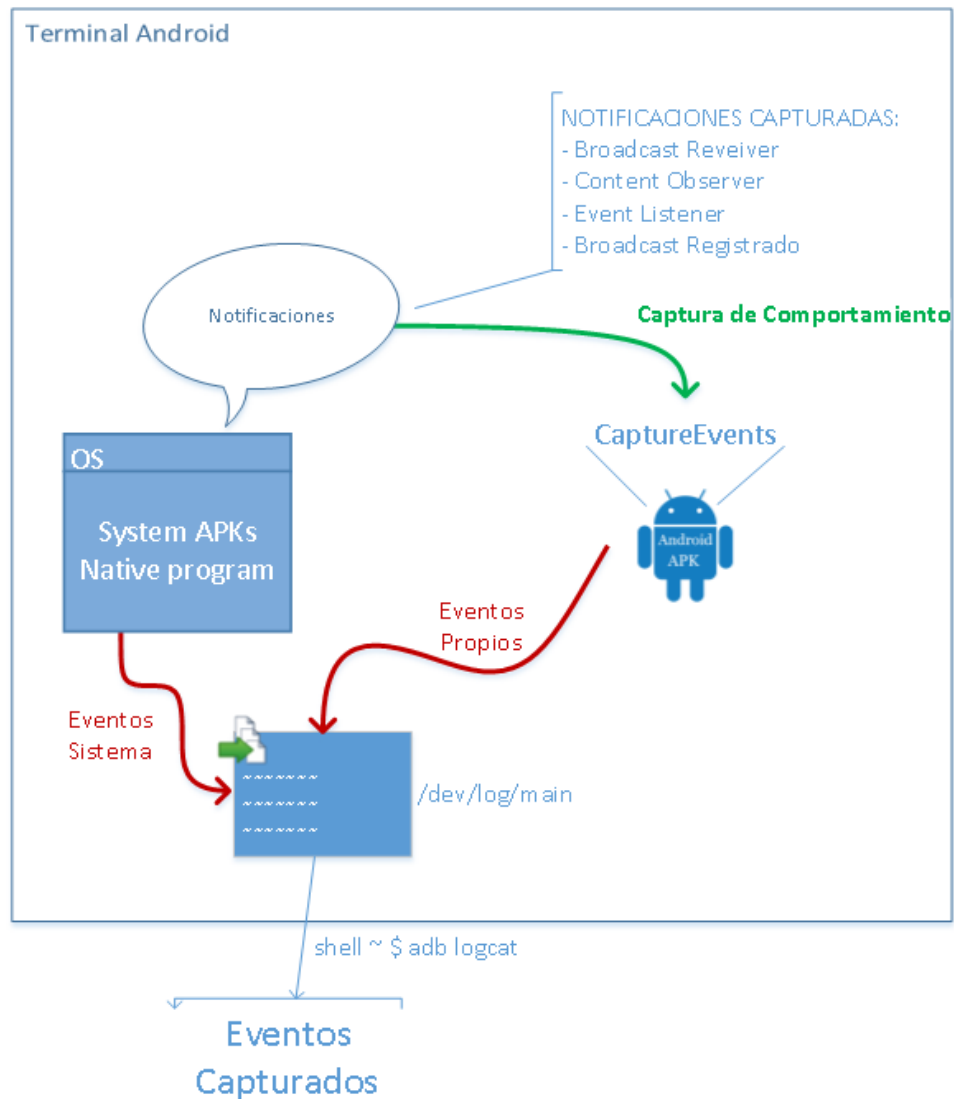 Terminal Android
NOTIFICACIONES CAPTURADAS:
- Broadcast Reveiver
- Content Observer
- Event Listener
- Broadcast Registrado
Notificaciones
Captura de Comportamiento
CaptureEvents
OS
System APKs
Native program
Android
APK
Eventos
Propios
Eventos
Sistema
~~~~~~~
~~~~~~~
~~~~~~~
/dev/log/main
shell ~ $ adb logcat
Eventos
Capturados